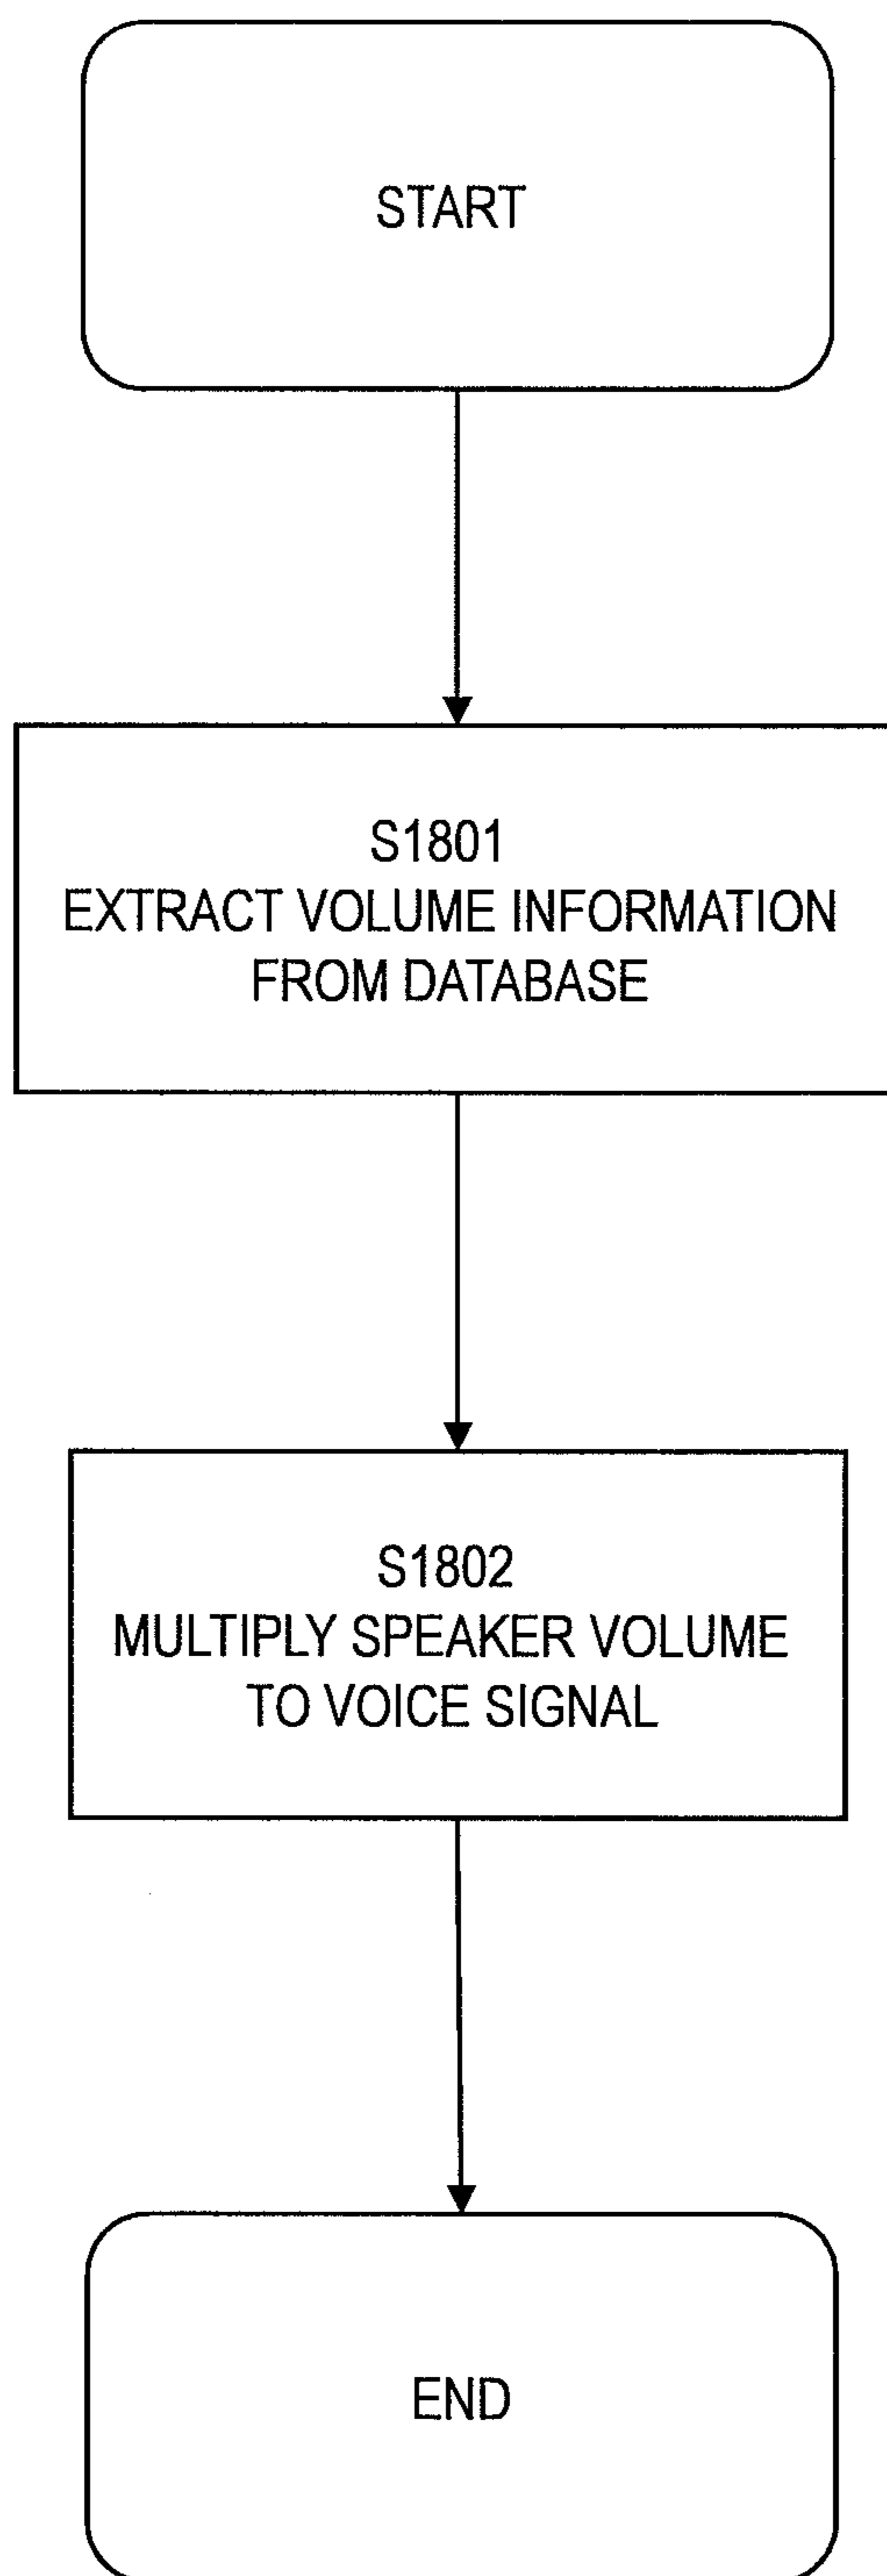 START
S1801
EXTRACT VOLUME INFORMATION
FROM DATABASE
S1802
MULTIPLY SPEAKER VOLUME
TO VOICE SIGNAL
END